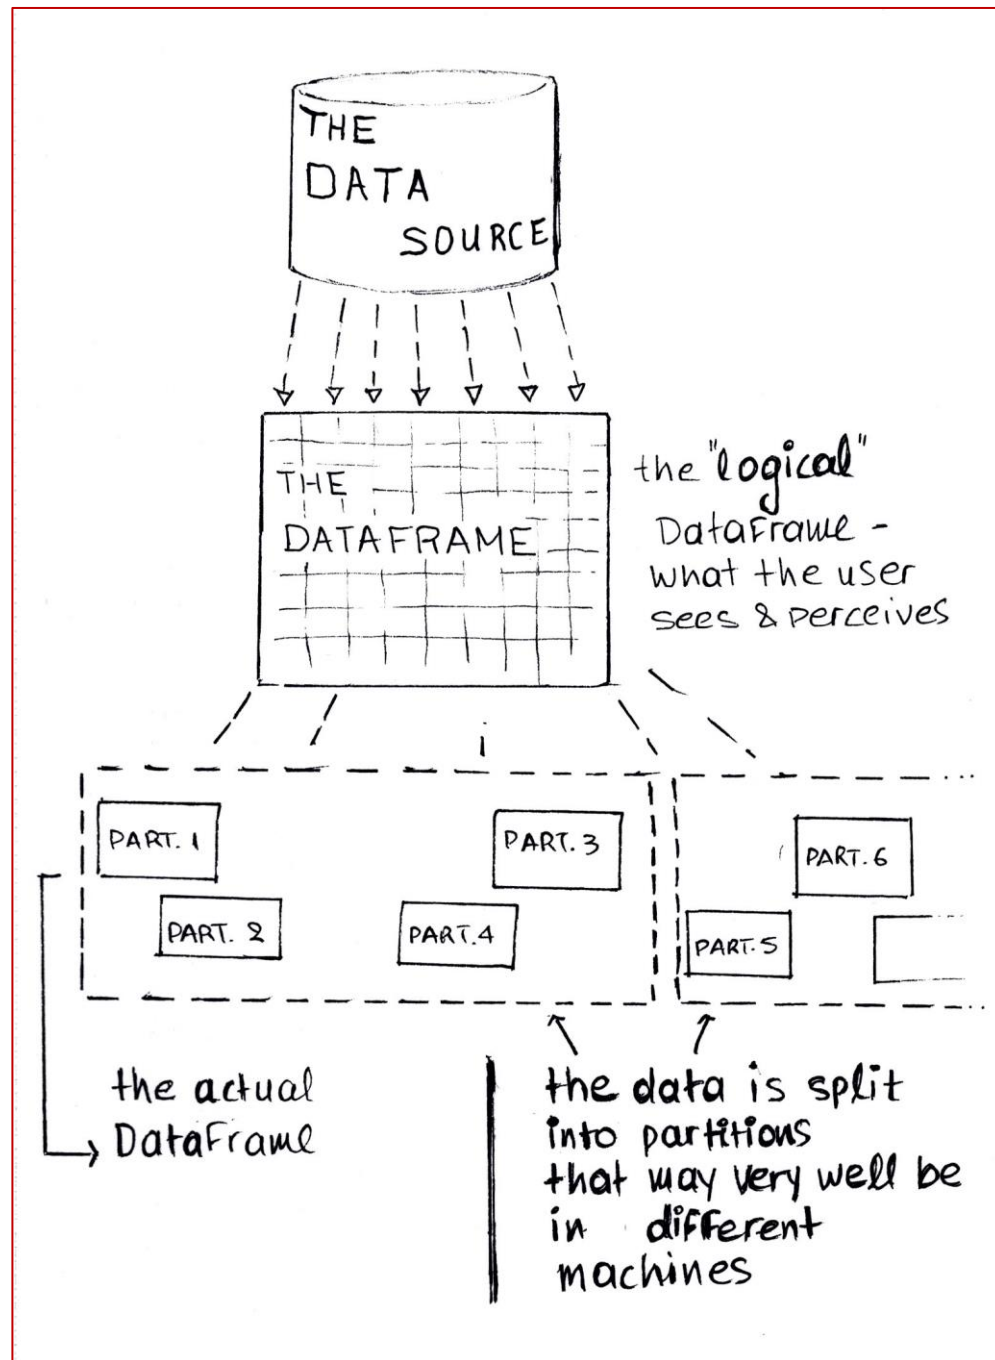 THE
DATA
SOURCE
THE
DATAFRAME
the "logical"
DataFrame -
what the user
sees & perceives
PART. 1
PART. 3
PART. 6
PART. 2
PART. 4
PART. 5
the actual
DataFrame
the data is split
into partitions
that may very well be
in different
machines